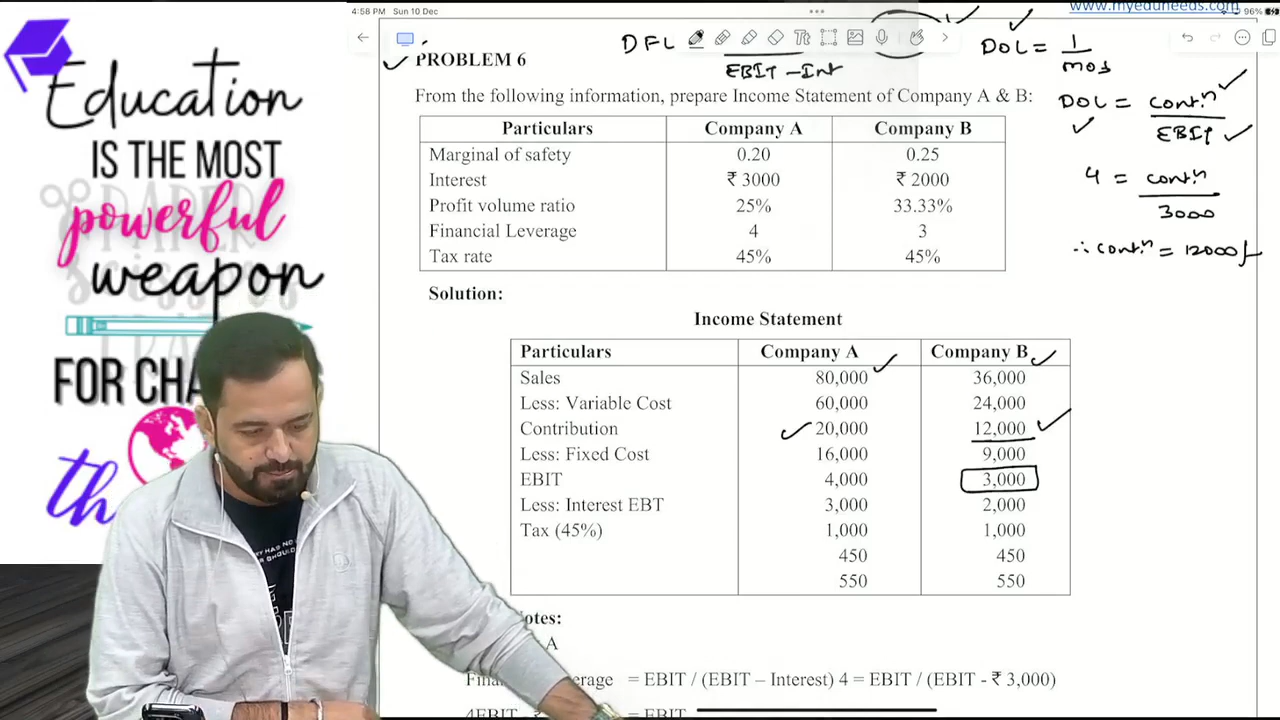 4:58 PM Sun 10 Dec
www.myeduneeds.com
96%
Education
IS THE MOST
powerful
weapon
FOR CHA
th
DFL
EBIT - Int
DOL = 1
MOS
DOL = contn
EBIT
4 = contn
3000
∴ contn = 12000/-
PROBLEM 6
From the following information, prepare Income Statement of Company A & B:
Particulars Company A Company B
Marginal of safety 0.20 0.25
Interest ₹ 3000 ₹ 2000
Profit volume ratio 25% 33.33%
Financial Leverage 4 3
Tax rate 45% 45%
Solution:
Income Statement
Particulars Company A Company B
Sales 80,000 36,000
Less: Variable Cost 60,000 24,000
Contribution 20,000 12,000
Less: Fixed Cost 16,000 9,000
EBIT 4,000 3,000
Less: Interest EBT 3,000 2,000
Tax (45%) 1,000 1,000
450 450
550 550
otes:
A
Fina erage = EBIT / (EBIT – Interest) 4 = EBIT / (EBIT - ₹ 3,000)
4EBIT - ₹ = EBIT